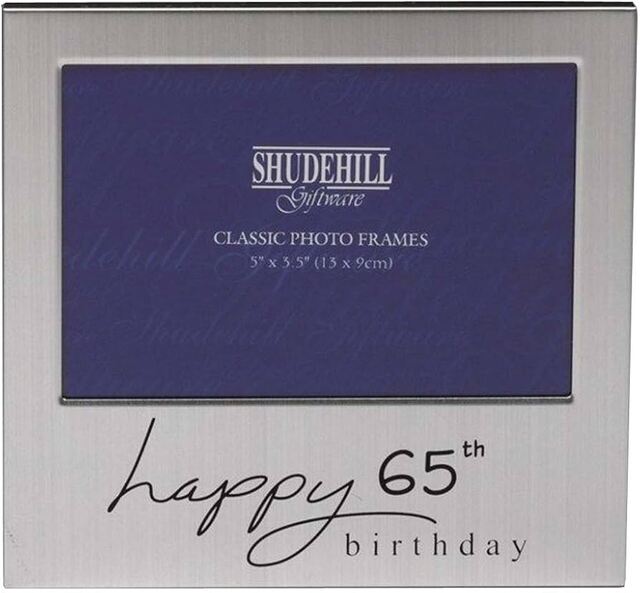 SHUDEHILL
Giftware
CLASSIC PHOTO FRAMES
5" x 3.5" (13 x 9cm)
happy 65th
birthday